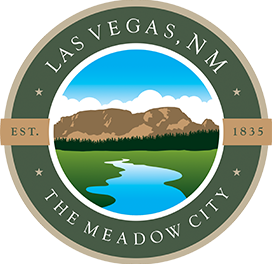 LAS VEGAS, NM
EST. 1835
THE MEADOW CITY